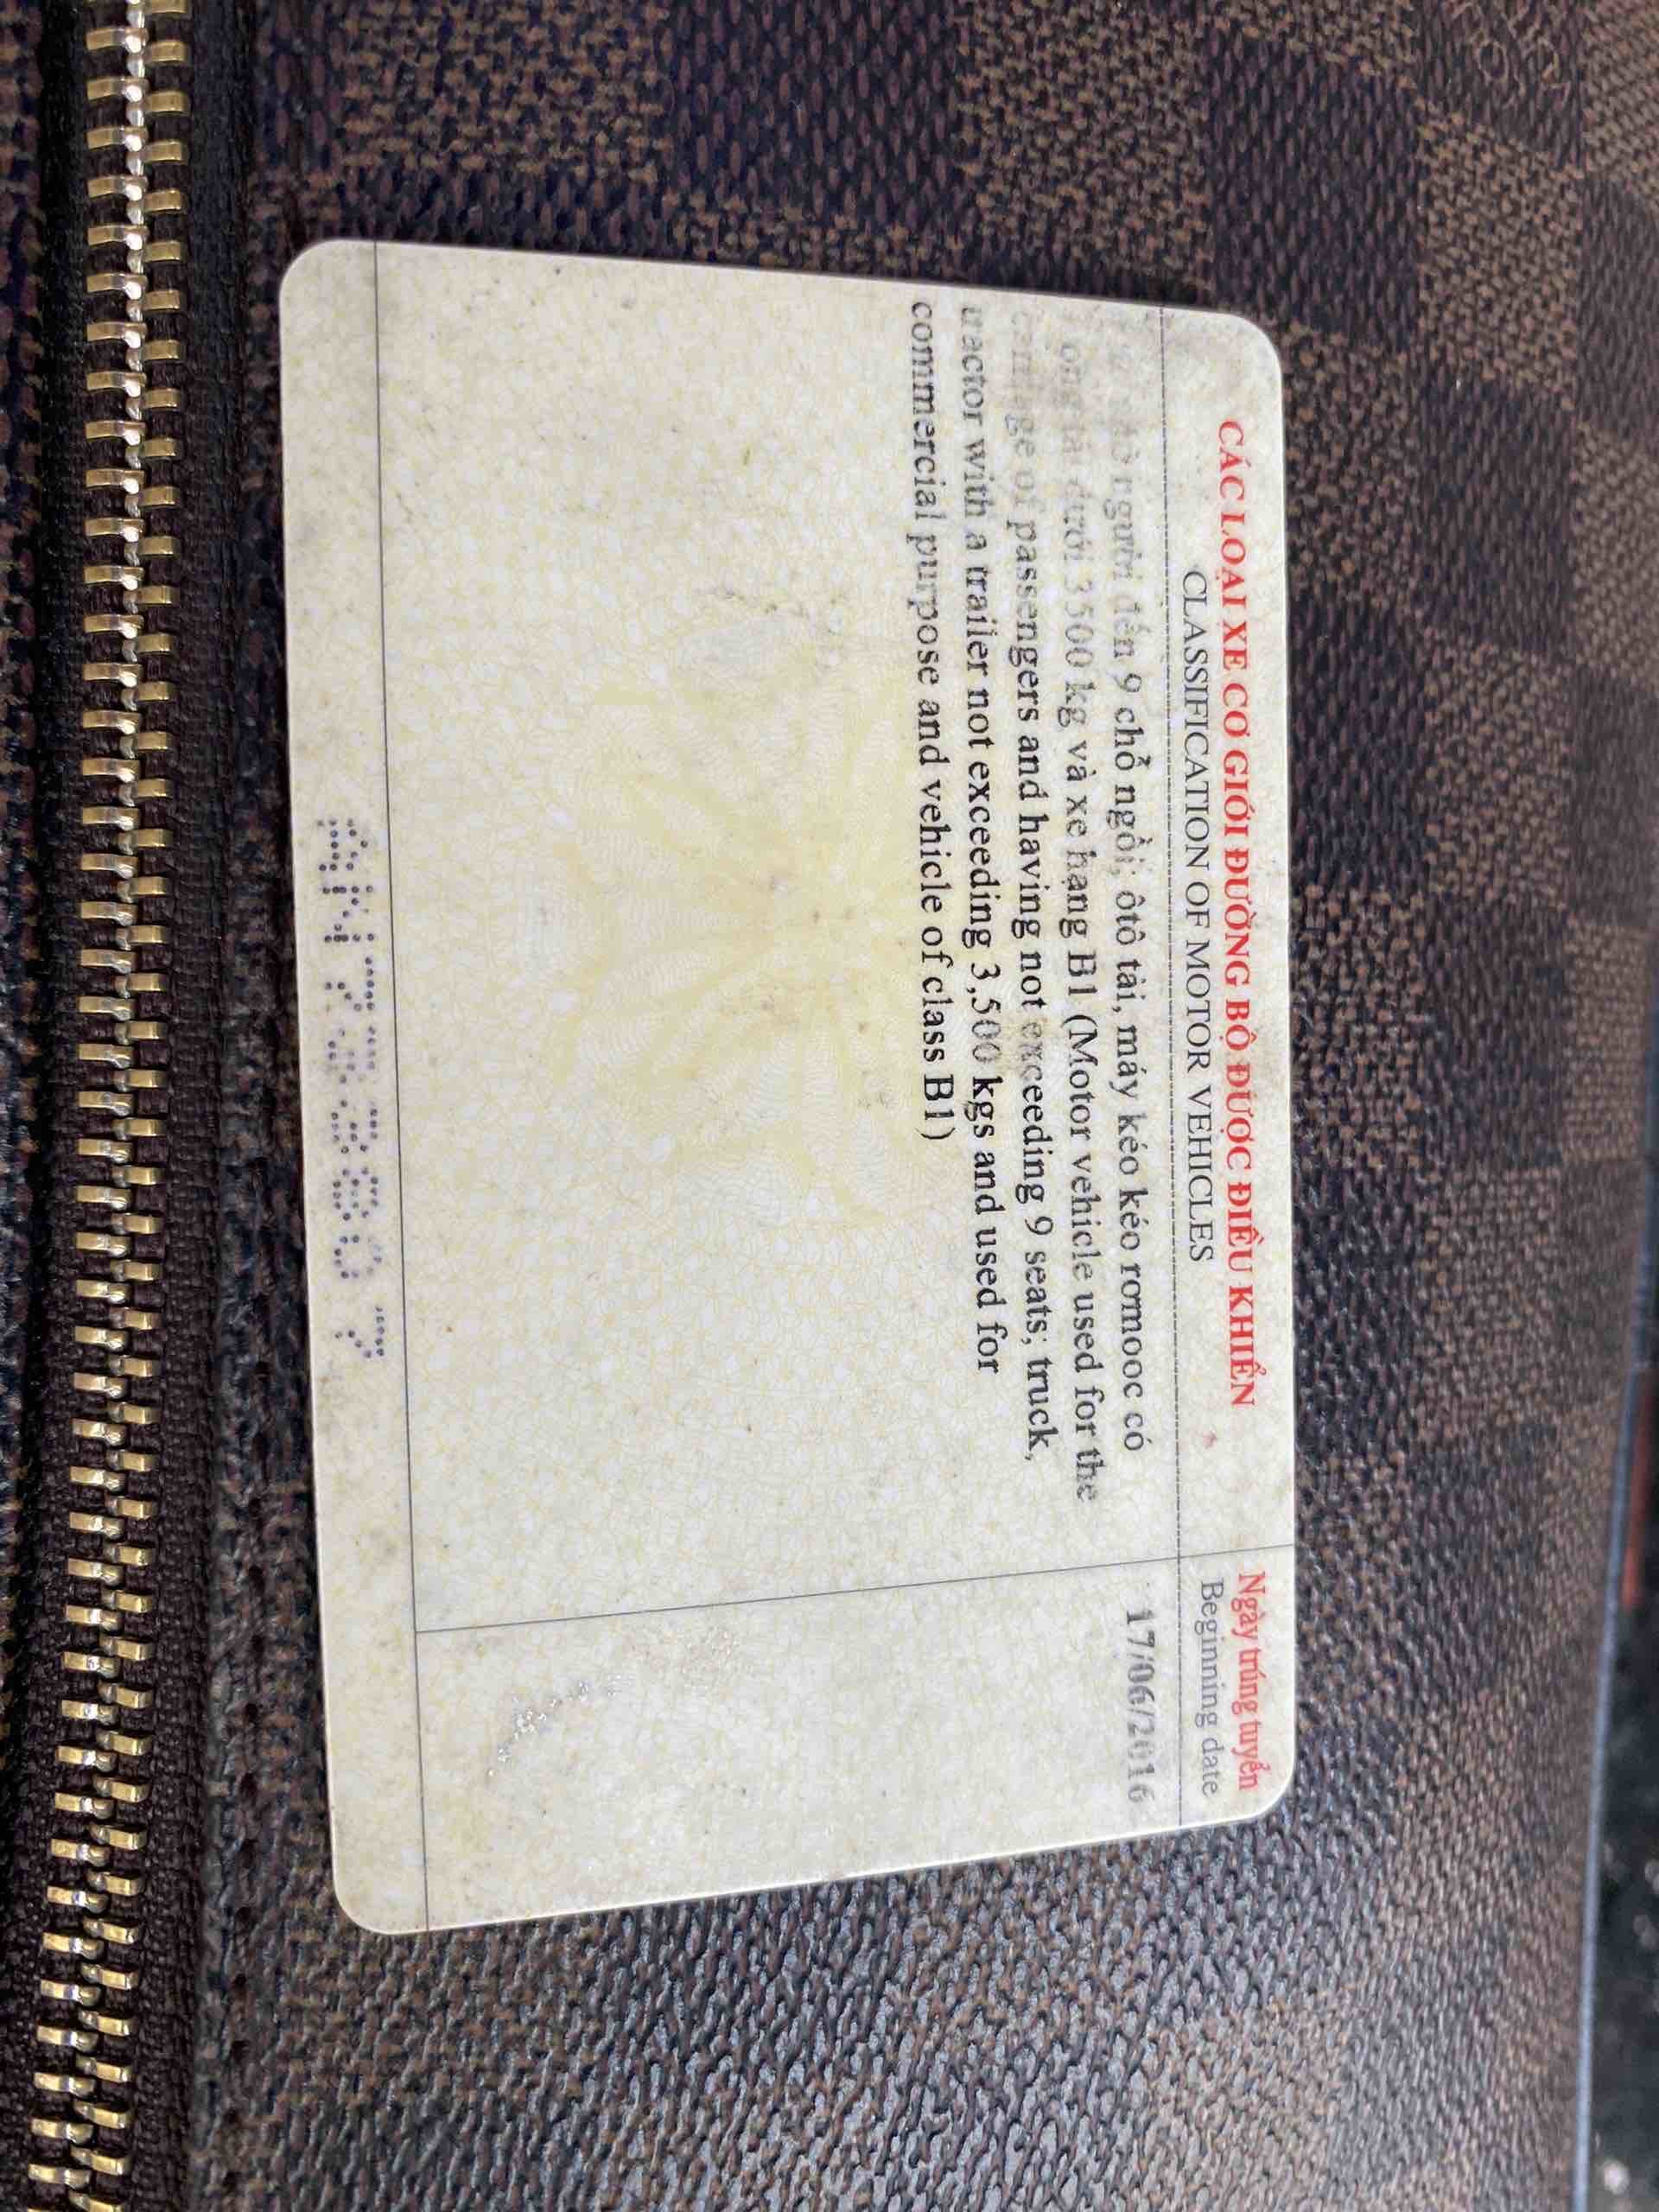 CÁC LOẠI XE CƠ GIỚI ĐƯỜNG BỘ ĐƯỢC ĐIỀU KHIỂN
CLASSIFICATION OF MOTOR VEHICLES
Ngày trúng tuyển
Beginning date
người đến 9 chỗ ngồi; ôtô tải, máy kéo kéo rơmooc có
dưới 3500 kg và xe hạng B1 (Motor vehicle used for the
of passengers and having not exceeding 9 seats; truck,
with a trailer not exceeding 3,500 kgs and used for
commercial purpose and vehicle of class B1)
17/06/2016